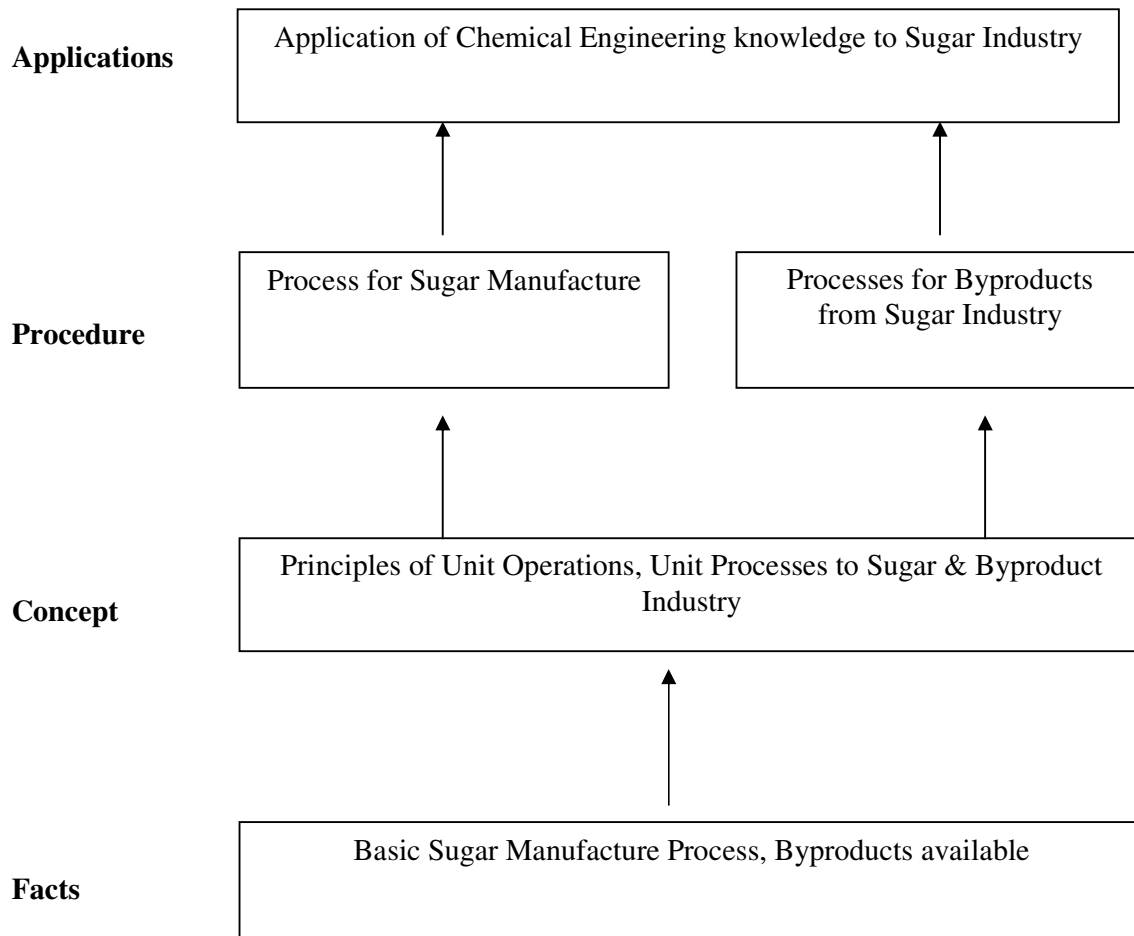 Applications
Application of Chemical Engineering knowledge to Sugar Industry
Procedure
Process for Sugar Manufacture
Processes for Byproducts
from Sugar Industry
Concept
Principles of Unit Operations, Unit Processes to Sugar & Byproduct
Industry
Facts
Basic Sugar Manufacture Process, Byproducts available